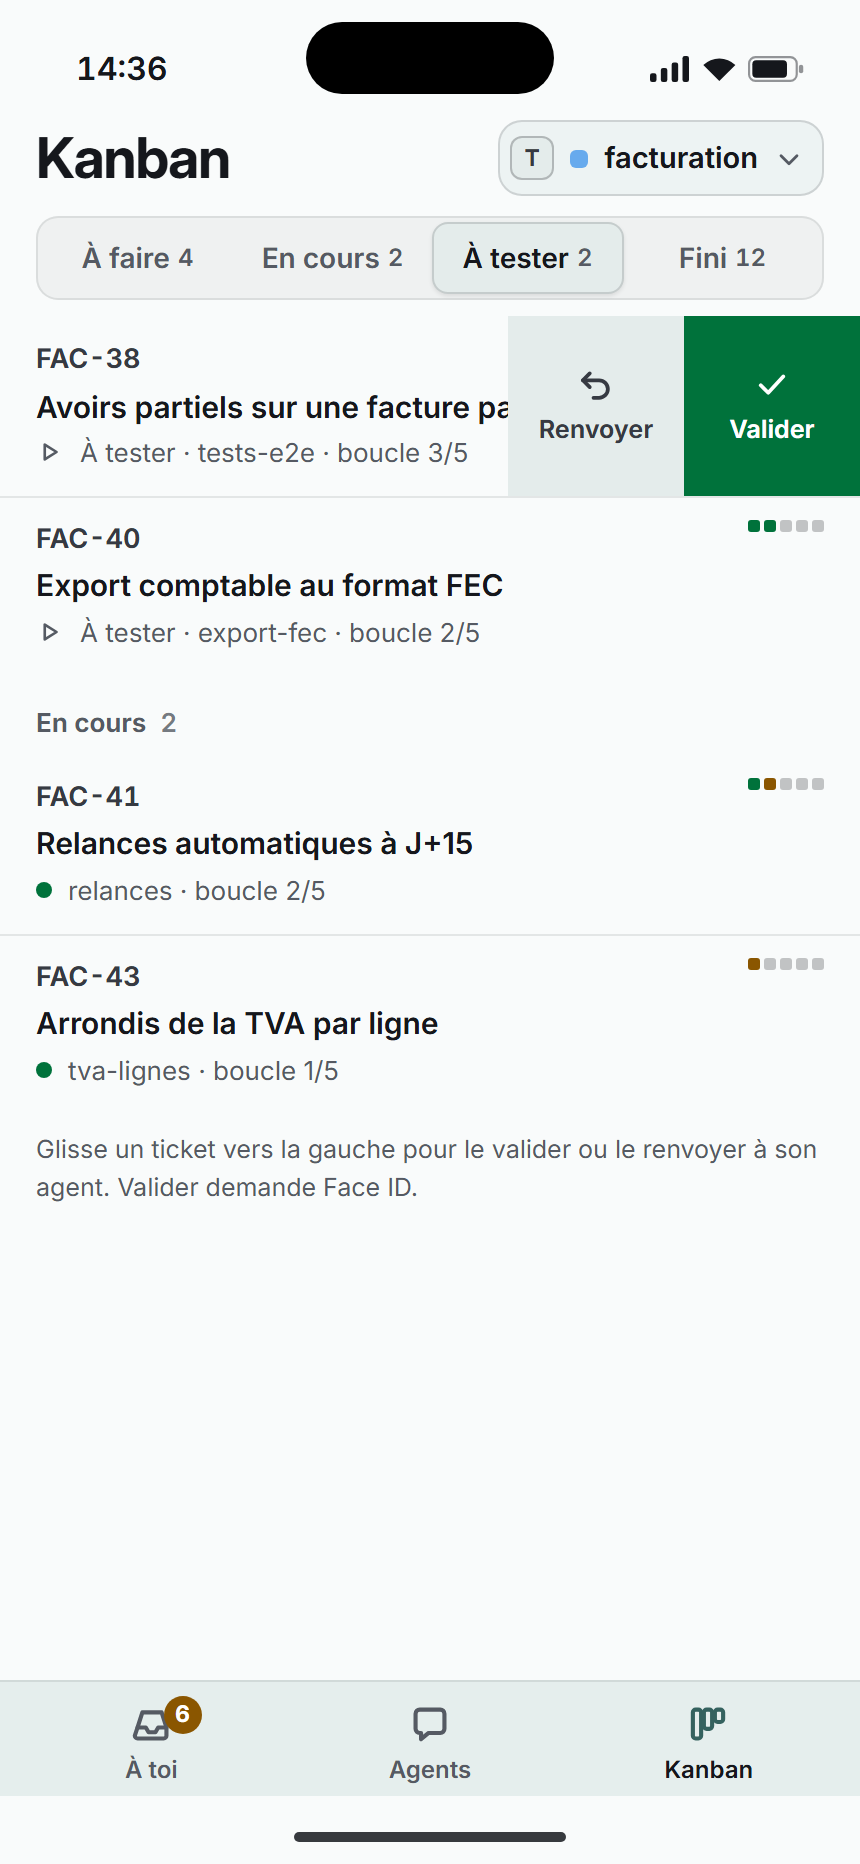 14:36
Kanban
T facturation
À faire 4 En cours 2 À tester 2 Fini 12
FAC-38
Avoirs partiels sur une facture pa
À tester · tests-e2e · boucle 3/5
Renvoyer
Valider
FAC-40
Export comptable au format FEC
À tester · export-fec · boucle 2/5
En cours 2
FAC-41
Relances automatiques à J+15
relances · boucle 2/5
FAC-43
Arrondis de la TVA par ligne
tva-lignes · boucle 1/5
Glisse un ticket vers la gauche pour le valider ou le renvoyer à son
agent. Valider demande Face ID.
6
À toi Agents Kanban